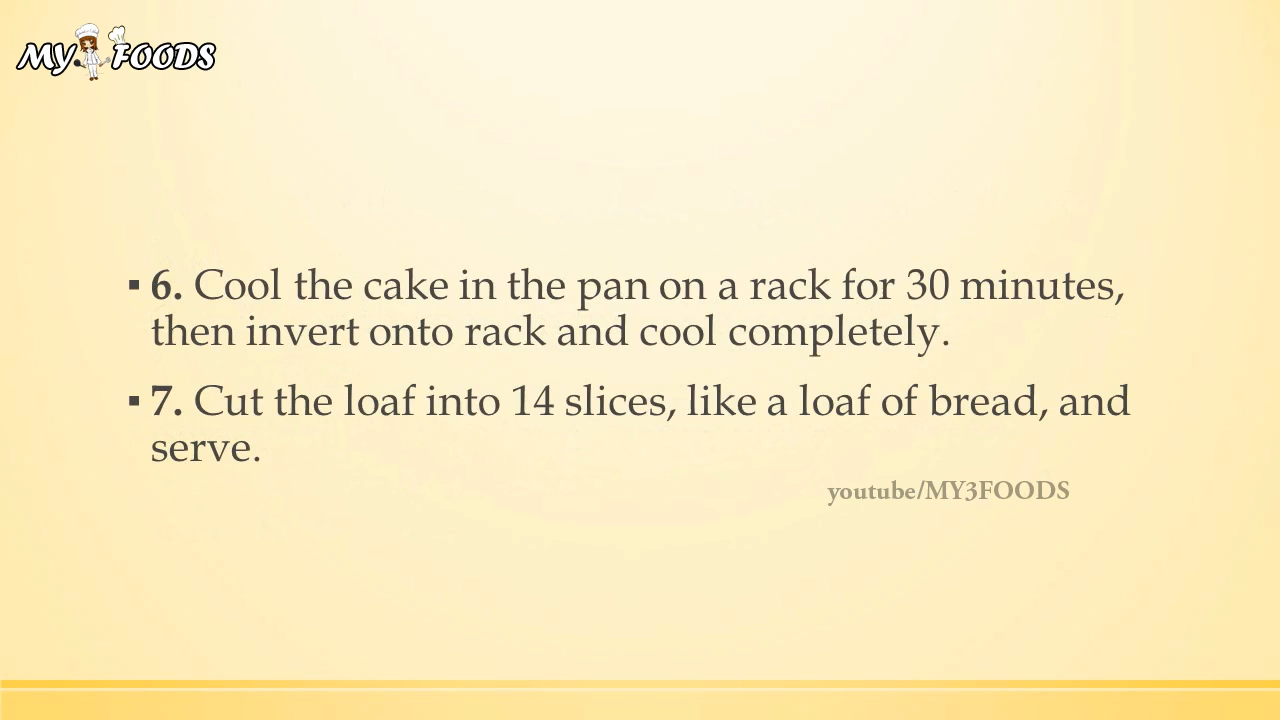 MY FOODS
▪ 6. Cool the cake in the pan on a rack for 30 minutes,
then invert onto rack and cool completely.
▪ 7. Cut the loaf into 14 slices, like a loaf of bread, and
serve.
youtube/MY3FOODS